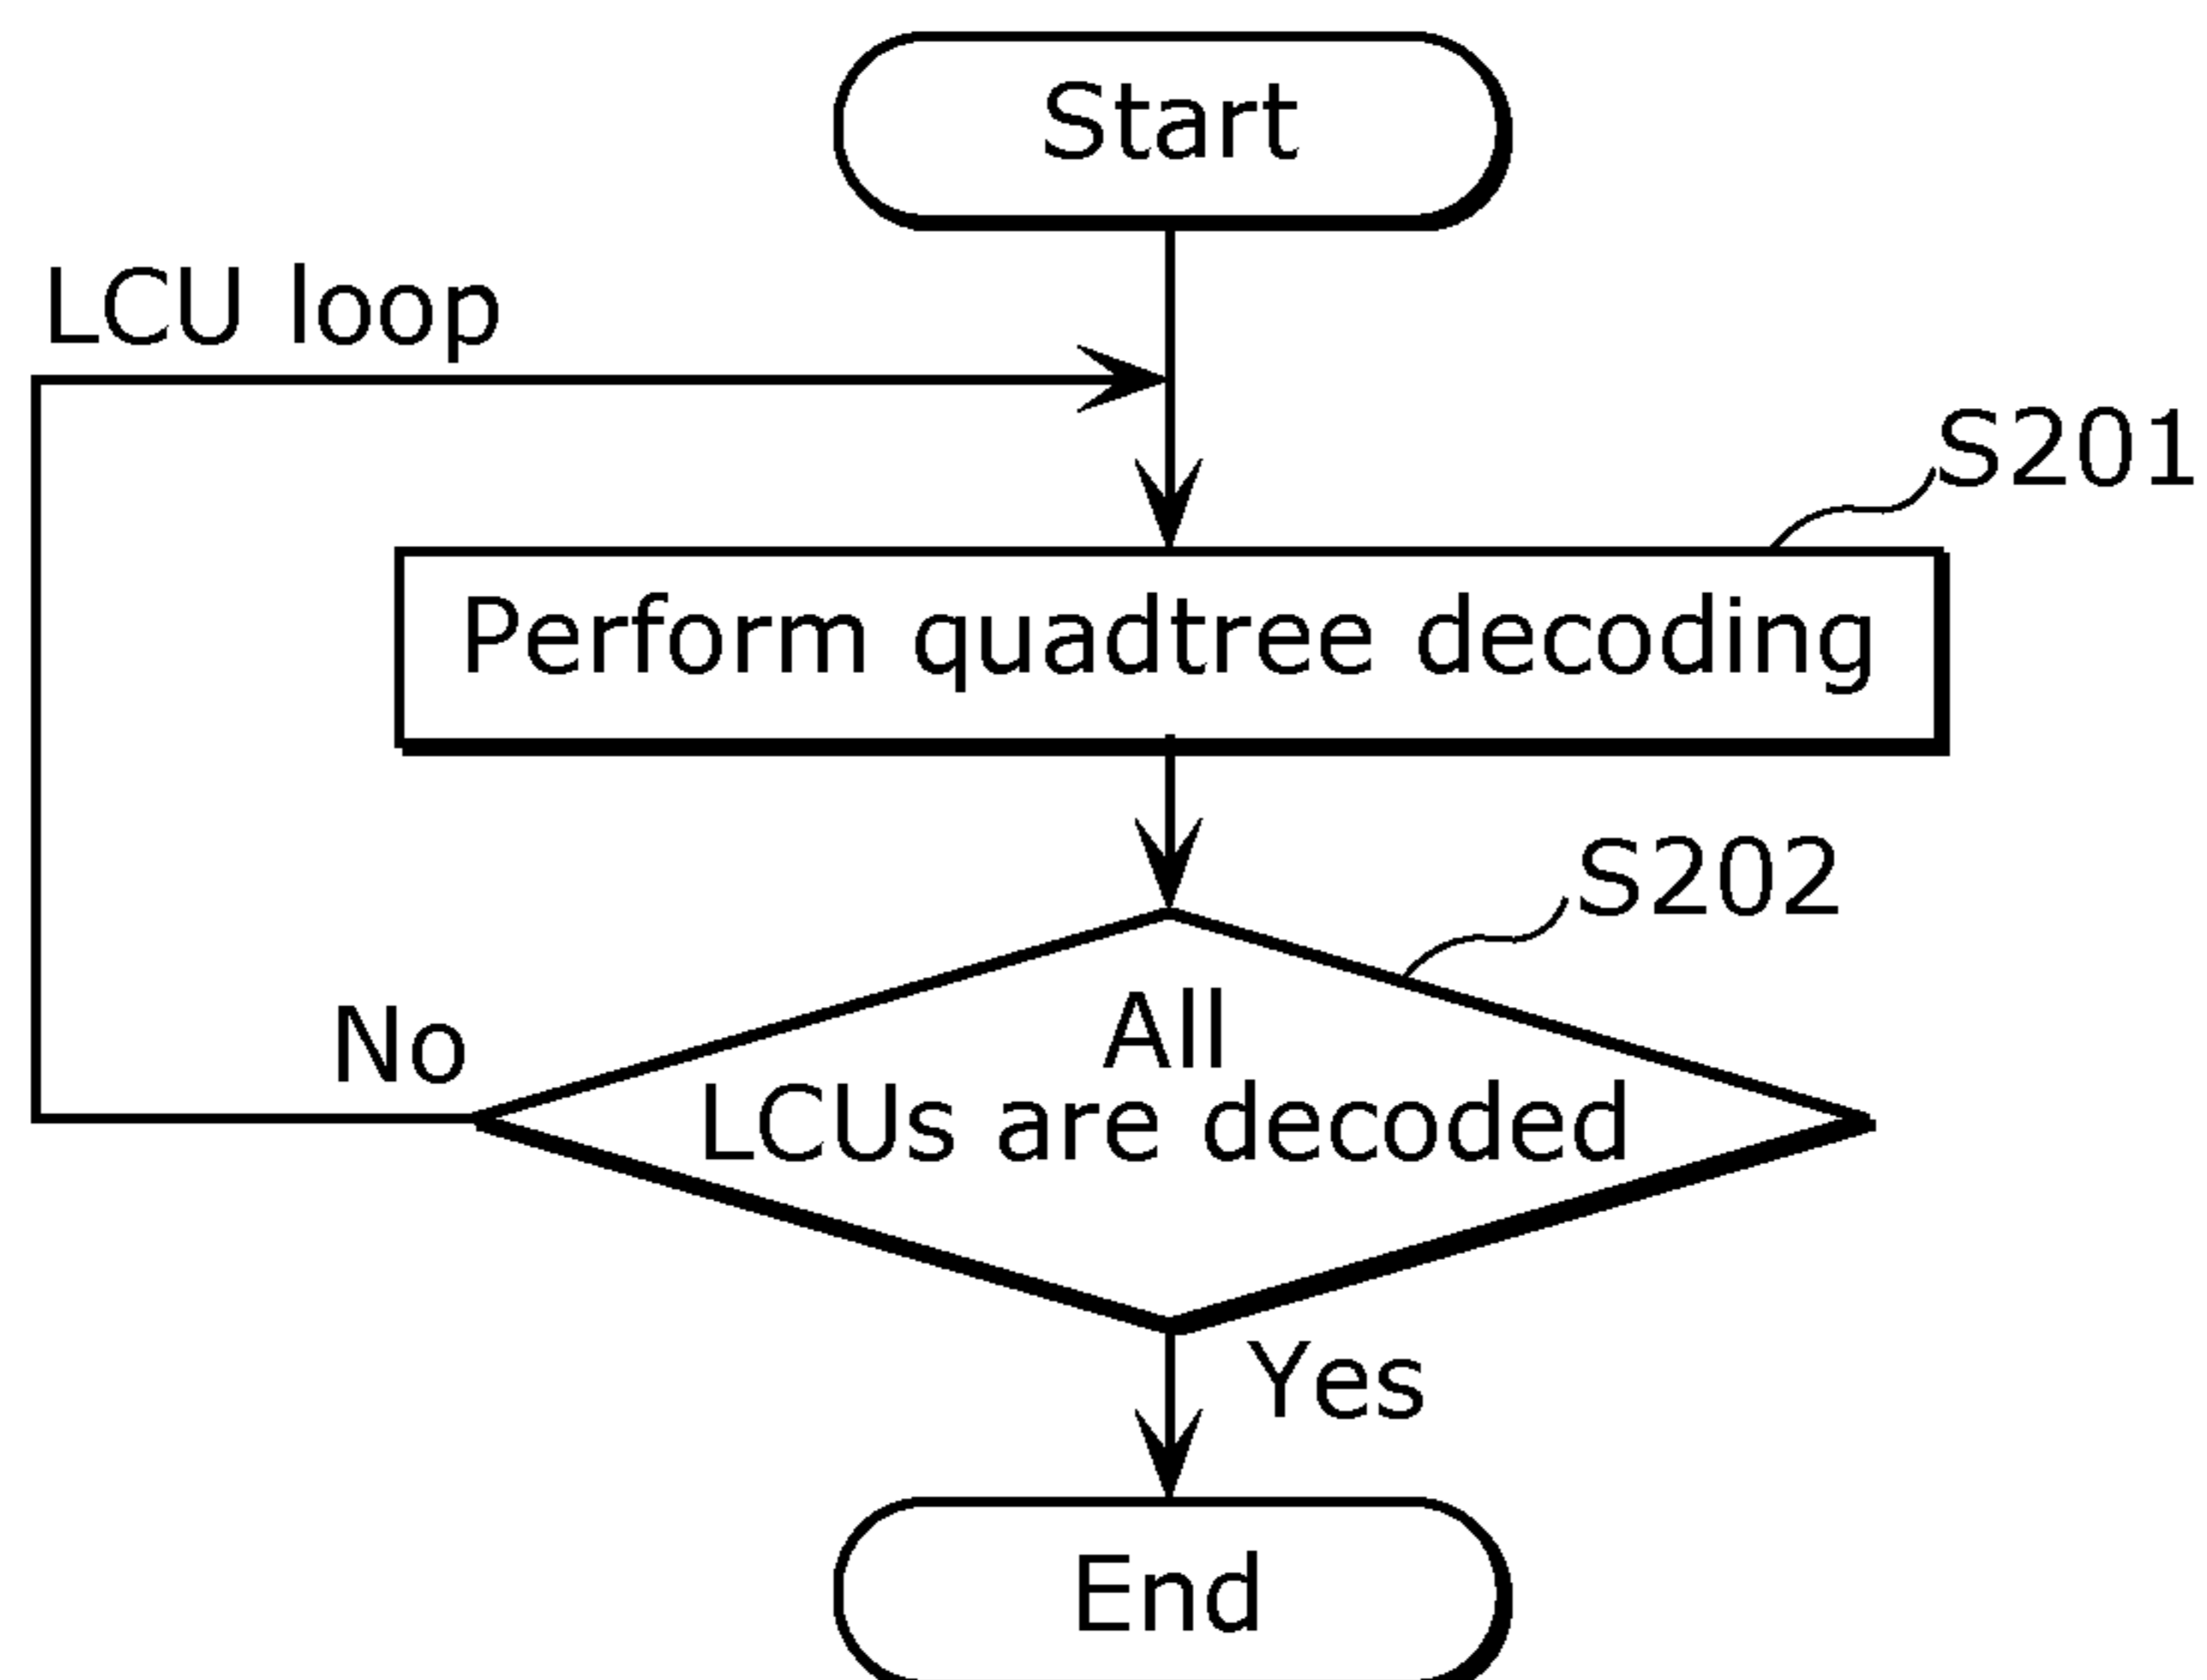 Start
LCU loop
S201
Perform quadtree decoding
S202
No
All
LCUs are decoded
Yes
End